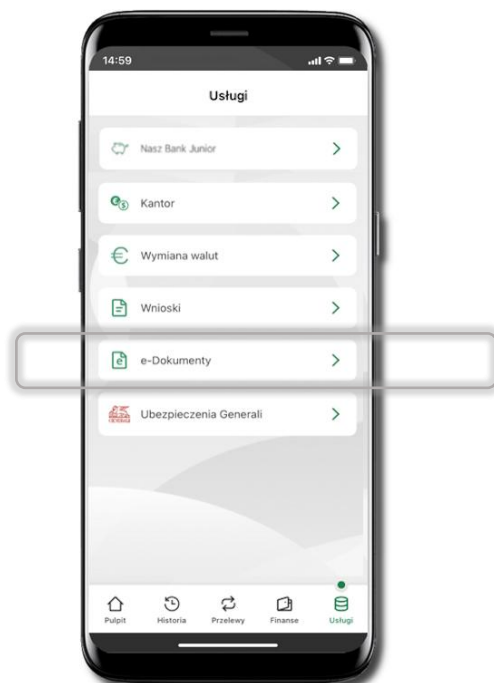 14:59
Usługi
Nasz Bank Junior
Kantor
Wymiana walut
Wnioski
e-Dokumenty
Ubezpieczenia Generali
Pulpit Historia Przelewy Finanse Usługi